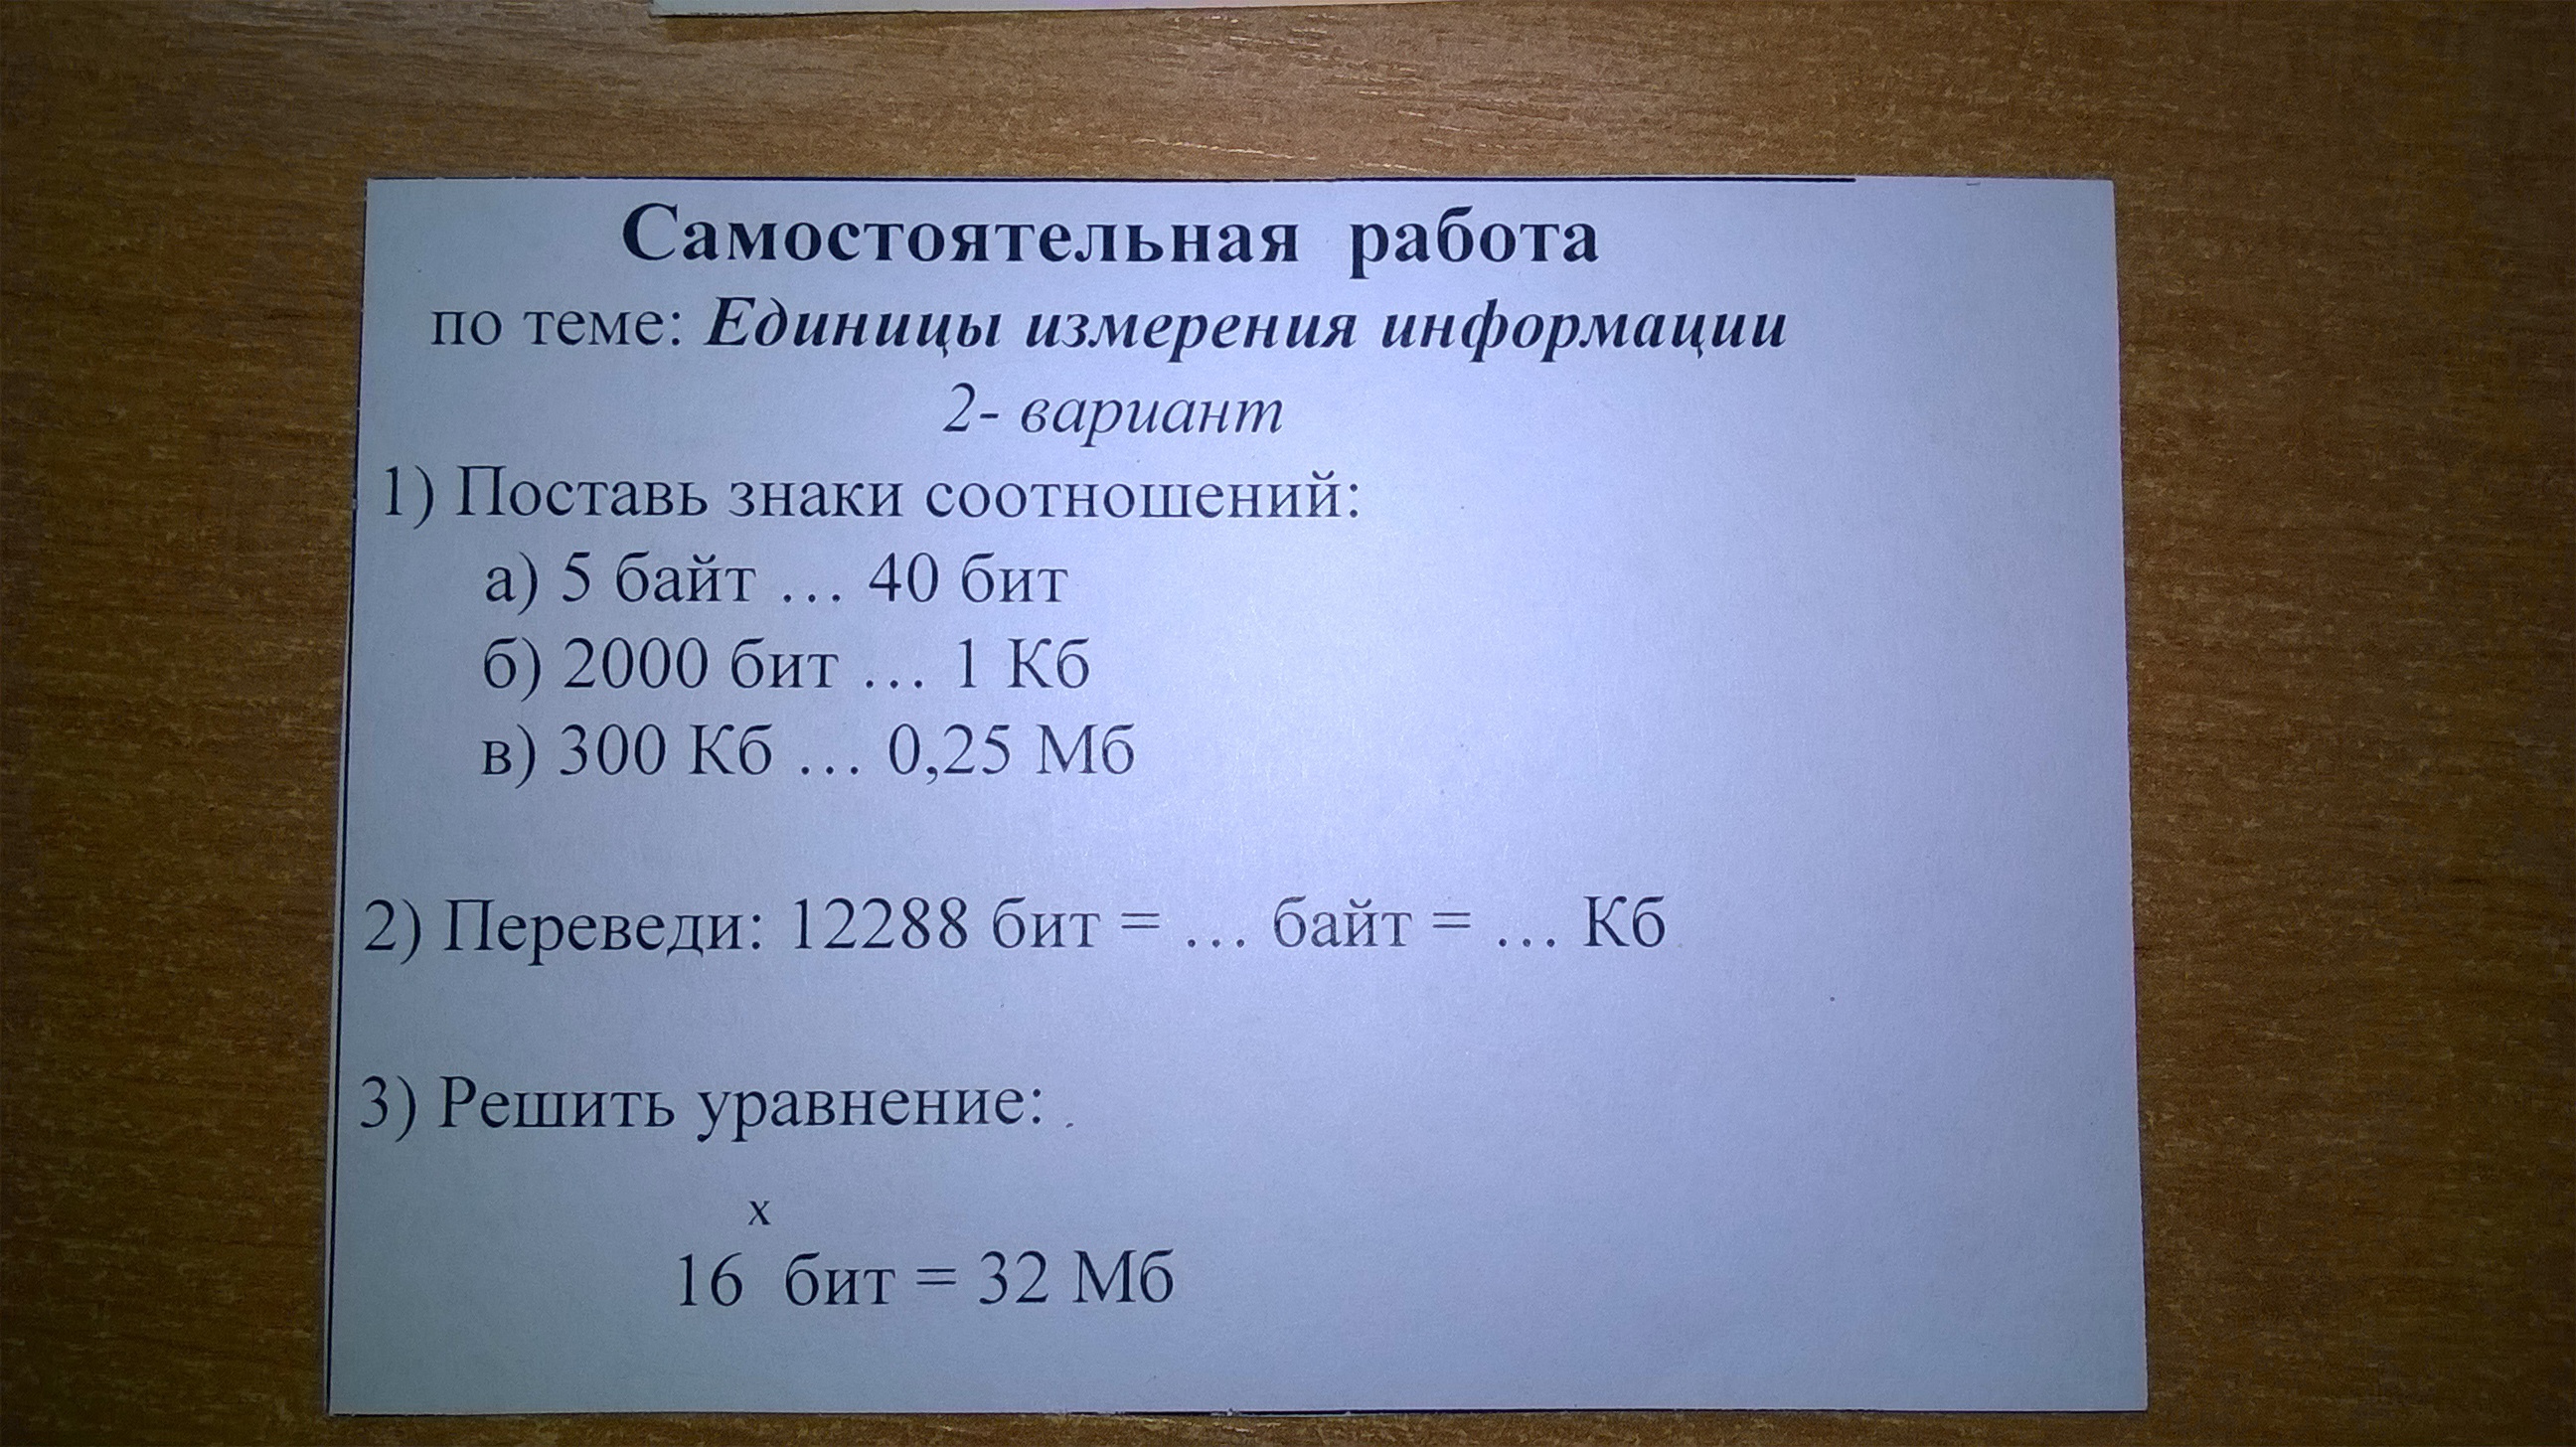 Самостоятельная работа
по теме: Единицы измерения информации
2- вариант
1) Поставь знаки соотношений:
а) 5 байт … 40 бит
б) 2000 бит … 1 Кб
в) 300 Кб … 0,25 Мб
2) Переведи: 12288 бит = … байт = … Кб
3) Решить уравнение:
х
16 бит = 32 Мб